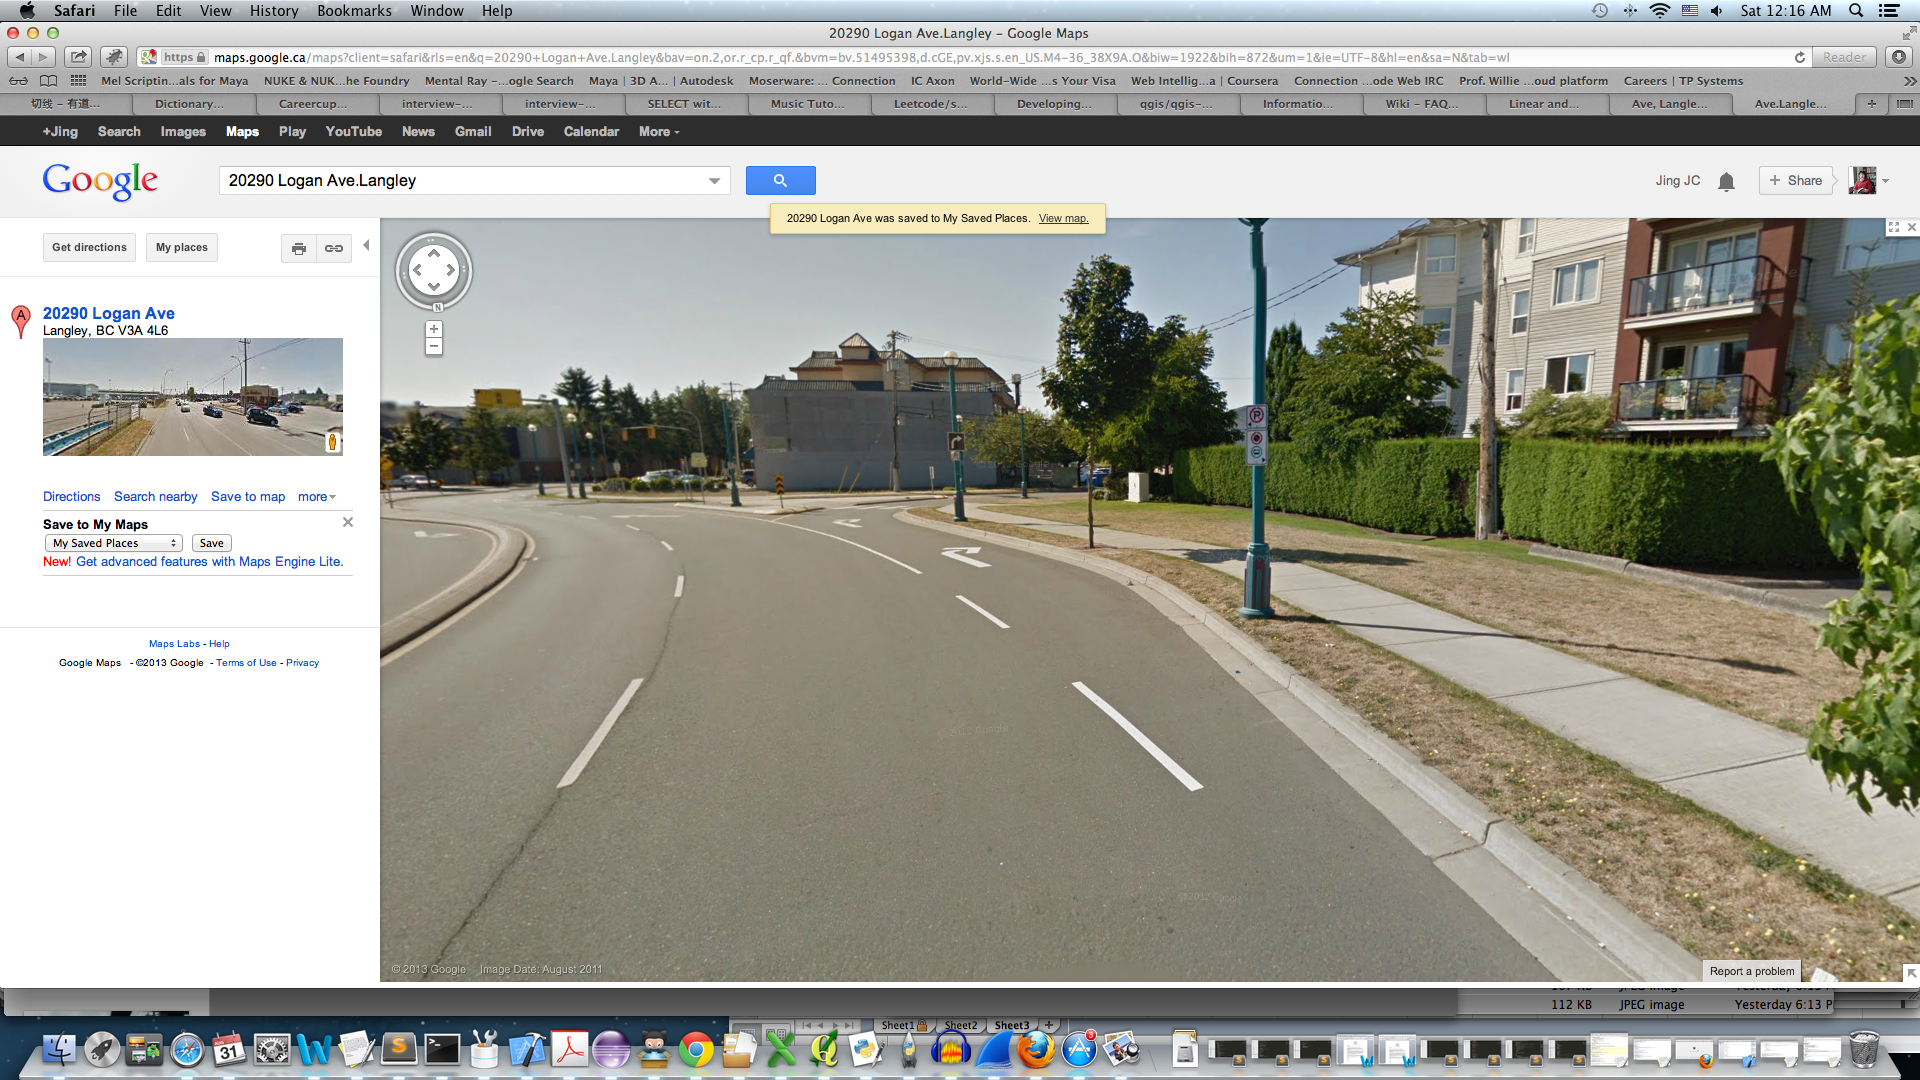 Safari File Edit View History Bookmarks Window Help Sat 12:16 AM
20290 Logan Ave.Langley – Google Maps
https maps.google.ca/maps?client=safari&rls=en&q=20290+Logan+Ave.Langley&bav=on.2,or.r_cp.r_qf.&bvm=bv.51495398,d.cGE,pv.xjs.s.en_US.M4-36_38X9A.O&biw=1922&bih=872&um=1&ie=UTF-8&hl=en&sa=N&tab=wl Reader
Mel Scriptin...als for Maya NUKE & NUK...he Foundry Mental Ray –...ogle Search Maya | 3D A... | Autodesk Moserware: ... Connection IC Axon World-Wide ...s Your Visa Web Intellig...a | Coursera Connection ...ode Web IRC Prof. Willie ...oud platform Careers | TP Systems
切线 – 有道... Dictionary... Careercup... interview-... interview-... SELECT wit... Music Tuto... Leetcode/s... Developing... qgis/qgis-... Informatio... Wiki – FAQ... Linear and... Ave, Langle... Ave.Langle...
+Jing Search Images Maps Play YouTube News Gmail Drive Calendar More
Google 20290 Logan Ave.Langley Jing JC + Share
20290 Logan Ave was saved to My Saved Places. View map.
Get directions My places
N
A 20290 Logan Ave
Langley, BC V3A 4L6
Directions Search nearby Save to map more
Save to My Maps
My Saved Places Save
New! Get advanced features with Maps Engine Lite.
Maps Labs - Help
Google Maps - ©2013 Google - Terms of Use - Privacy
P
© 2013 Google Image Date: August 2011
Report a problem
112 KB JPEG image Yesterday 6:13 P
Sheet1 Sheet2 Sheet3
AUG 31
3